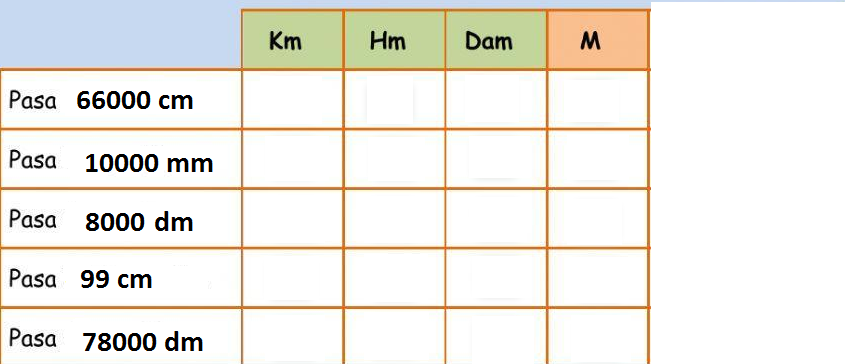 Km Hm Dam M
Pasa 66000 cm
Pasa 10000 mm
Pasa 8000 dm
Pasa 99 cm
Pasa 78000 dm